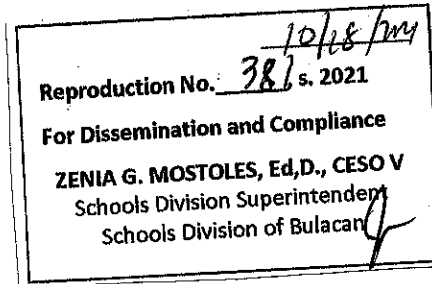 10/18/
Reproduction No. 381, s. 2021
For Dissemination and Compliance
ZENIA G. MOSTOLES, Ed,D., CESO V
Schools Division Superintendent
Schools Division of Bulacan